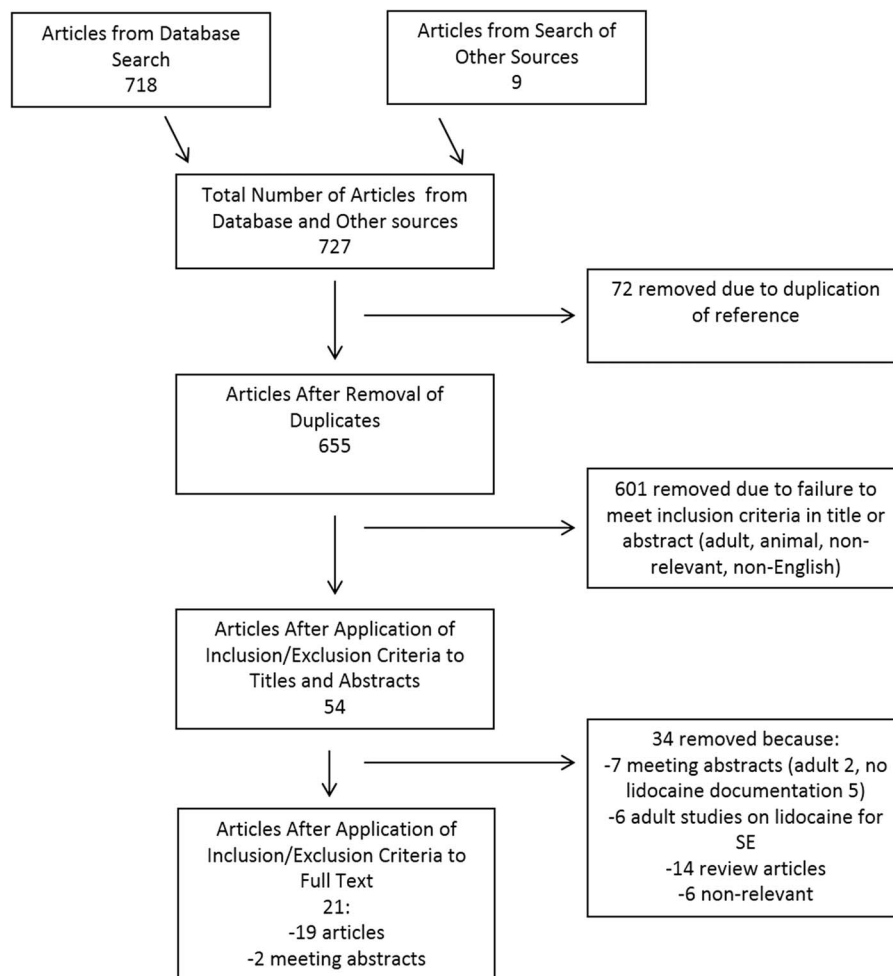 Articles from Database
Search
718
Articles from Search of
Other Sources
9
Total Number of Articles from
Database and Other sources
727
72 removed due to duplication
of reference
Articles After Removal of
Duplicates
655
601 removed due to failure to
meet inclusion criteria in title or
abstract (adult, animal, non-
relevant, non-English)
Articles After Application of
Inclusion/Exclusion Criteria to
Titles and Abstracts
54
34 removed because:
-7 meeting abstracts (adult 2, no
lidocaine documentation 5)
-6 adult studies on lidocaine for
SE
-14 review articles
-6 non-relevant
Articles After Application of
Inclusion/Exclusion Criteria to
Full Text
21:
-19 articles
-2 meeting abstracts